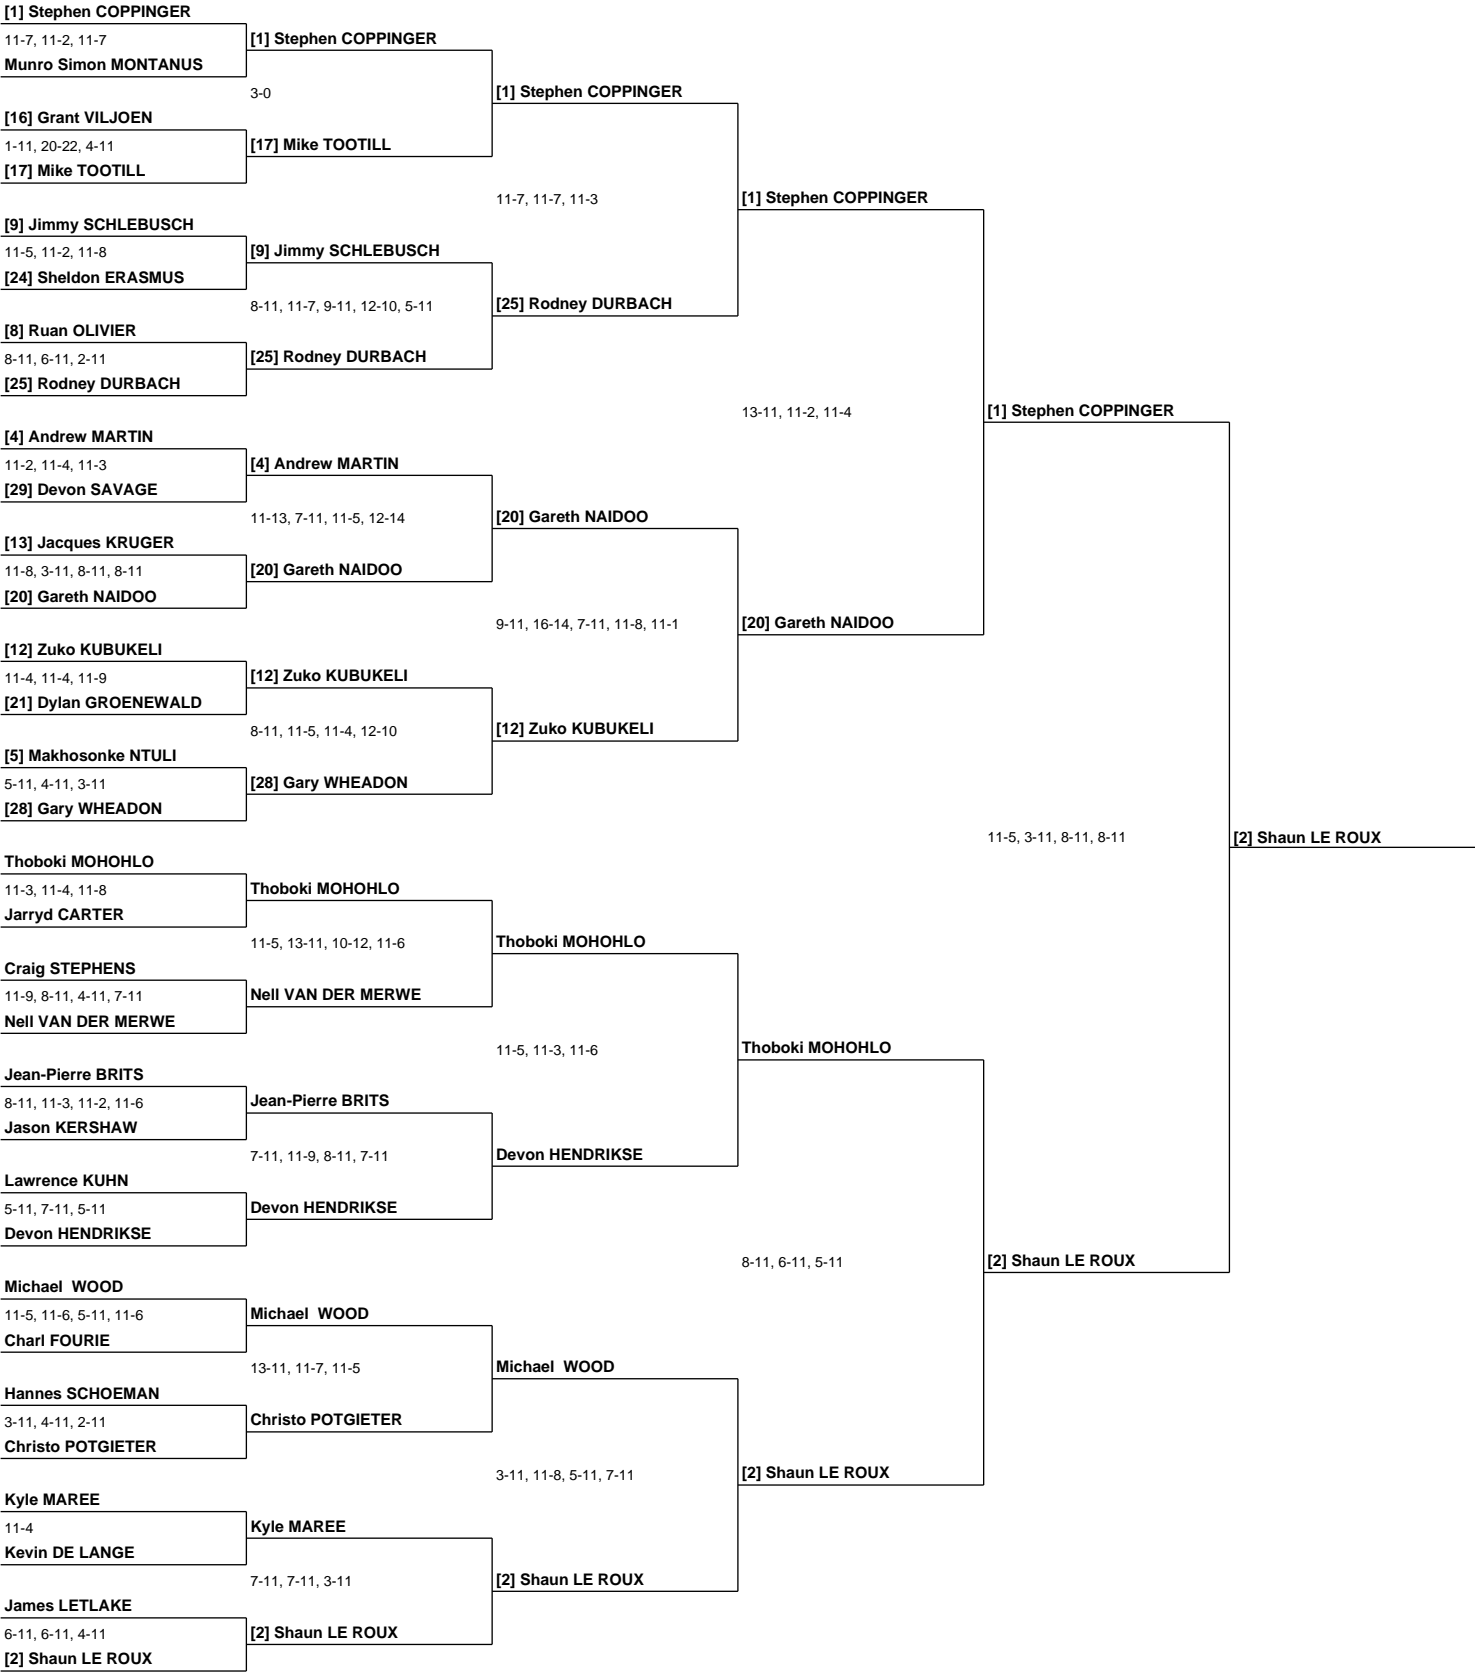 [1] Stephen COPPINGER
11-7, 11-2, 11-7
[1] Stephen COPPINGER
Munro Simon MONTANUS
3-0
[1] Stephen COPPINGER
[16] Grant VILJOEN
1-11, 20-22, 4-11
[17] Mike TOOTILL
[17] Mike TOOTILL
11-7, 11-7, 11-3
[1] Stephen COPPINGER
[9] Jimmy SCHLEBUSCH
11-5, 11-2, 11-8
[9] Jimmy SCHLEBUSCH
[24] Sheldon ERASMUS
8-11, 11-7, 9-11, 12-10, 5-11
[25] Rodney DURBACH
[8] Ruan OLIVIER
8-11, 6-11, 2-11
[25] Rodney DURBACH
[25] Rodney DURBACH
13-11, 11-2, 11-4
[1] Stephen COPPINGER
[4] Andrew MARTIN
11-2, 11-4, 11-3
[4] Andrew MARTIN
[29] Devon SAVAGE
11-13, 7-11, 11-5, 12-14
[20] Gareth NAIDOO
[13] Jacques KRUGER
11-8, 3-11, 8-11, 8-11
[20] Gareth NAIDOO
[20] Gareth NAIDOO
9-11, 16-14, 7-11, 11-8, 11-1
[20] Gareth NAIDOO
[12] Zuko KUBUKELI
11-4, 11-4, 11-9
[12] Zuko KUBUKELI
[21] Dylan GROENEWALD
8-11, 11-5, 11-4, 12-10
[12] Zuko KUBUKELI
[5] Makhosonke NTULI
5-11, 4-11, 3-11
[28] Gary WHEADON
[28] Gary WHEADON
11-5, 3-11, 8-11, 8-11
[2] Shaun LE ROUX
Thoboki MOHOHLO
11-3, 11-4, 11-8
Thoboki MOHOHLO
Jarryd CARTER
11-5, 13-11, 10-12, 11-6
Thoboki MOHOHLO
Craig STEPHENS
11-9, 8-11, 4-11, 7-11
Nell VAN DER MERWE
Nell VAN DER MERWE
11-5, 11-3, 11-6
Thoboki MOHOHLO
Jean-Pierre BRITS
8-11, 11-3, 11-2, 11-6
Jean-Pierre BRITS
Jason KERSHAW
7-11, 11-9, 8-11, 7-11
Devon HENDRIKSE
Lawrence KUHN
5-11, 7-11, 5-11
Devon HENDRIKSE
Devon HENDRIKSE
8-11, 6-11, 5-11
[2] Shaun LE ROUX
Michael  WOOD
11-5, 11-6, 5-11, 11-6
Michael  WOOD
Charl FOURIE
13-11, 11-7, 11-5
Michael  WOOD
Hannes SCHOEMAN
3-11, 4-11, 2-11
Christo POTGIETER
Christo POTGIETER
3-11, 11-8, 5-11, 7-11
[2] Shaun LE ROUX
Kyle MAREE
11-4
Kyle MAREE
Kevin DE LANGE
7-11, 7-11, 3-11
[2] Shaun LE ROUX
James LETLAKE
6-11, 6-11, 4-11
[2] Shaun LE ROUX
[2] Shaun LE ROUX